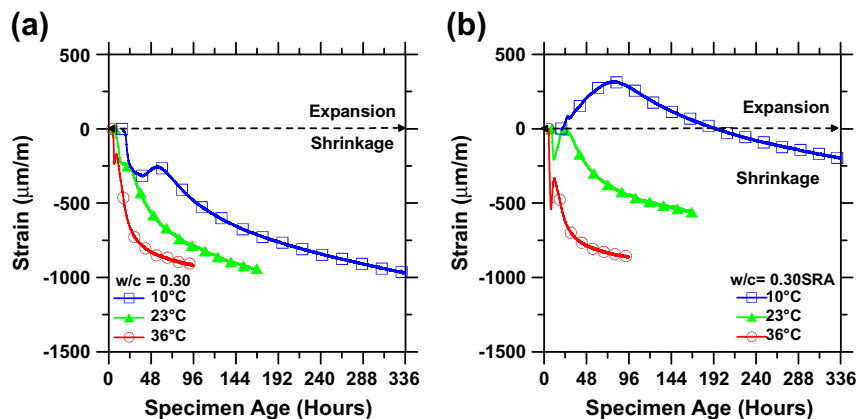 (a)
500
0
-500
-1000
-1500
Strain (μm/m)
Expansion
Shrinkage
w/c = 0.30
10°C
23°C
36°C
0 48 96 144 192 240 288 336
Specimen Age (Hours)
(b)
500
0
-500
-1000
-1500
Strain (μm/m)
Expansion
Shrinkage
w/c= 0.30SRA
10°C
23°C
36°C
0 48 96 144 192 240 288 336
Specimen Age (Hours)